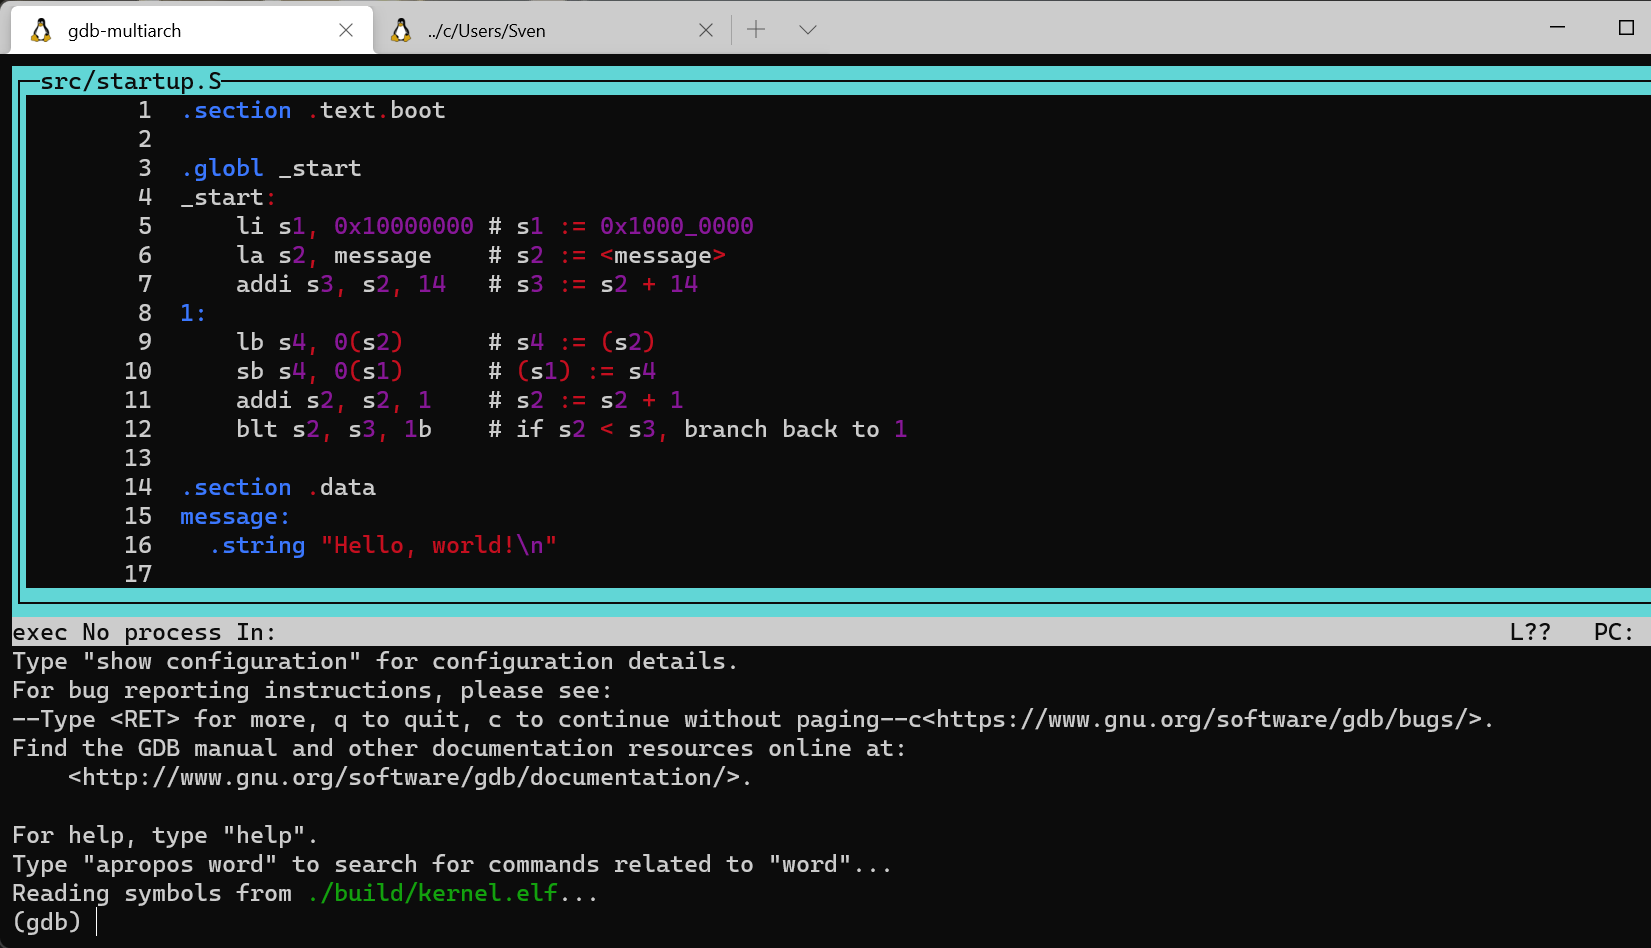 gdb-multiarch
../c/Users/Sven
src/startup.S
1 .section .text.boot
2
3 .globl _start
4 _start:
5 li s1, 0x10000000 # s1 := 0x1000_0000
6 la s2, message # s2 := <message>
7 addi s3, s2, 14 # s3 := s2 + 14
8 1:
9 lb s4, 0(s2) # s4 := (s2)
10 sb s4, 0(s1) # (s1) := s4
11 addi s2, s2, 1 # s2 := s2 + 1
12 blt s2, s3, 1b # if s2 < s3, branch back to 1
13
14 .section .data
15 message:
16 .string "Hello, world!\n"
17
exec No process In: L?? PC:
Type "show configuration" for configuration details.
For bug reporting instructions, please see:
--Type <RET> for more, q to quit, c to continue without paging--c<https://www.gnu.org/software/gdb/bugs/>.
Find the GDB manual and other documentation resources online at:
<http://www.gnu.org/software/gdb/documentation/>.
For help, type "help".
Type "apropos word" to search for commands related to "word"...
Reading symbols from ./build/kernel.elf...
(gdb)